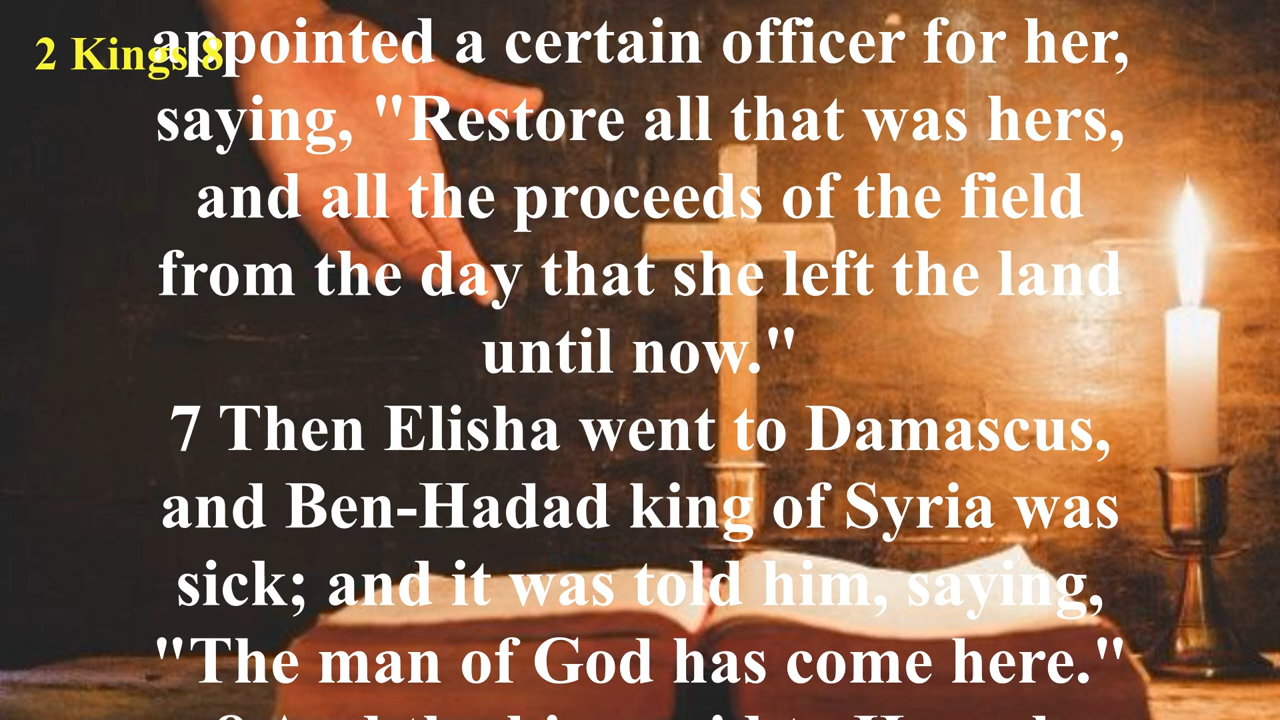 2 Kings 8
appointed a certain officer for her,
saying, "Restore all that was hers,
and all the proceeds of the field
from the day that she left the land
until now."
7 Then Elisha went to Damascus,
and Ben-Hadad king of Syria was
sick; and it was told him, saying,
"The man of God has come here."